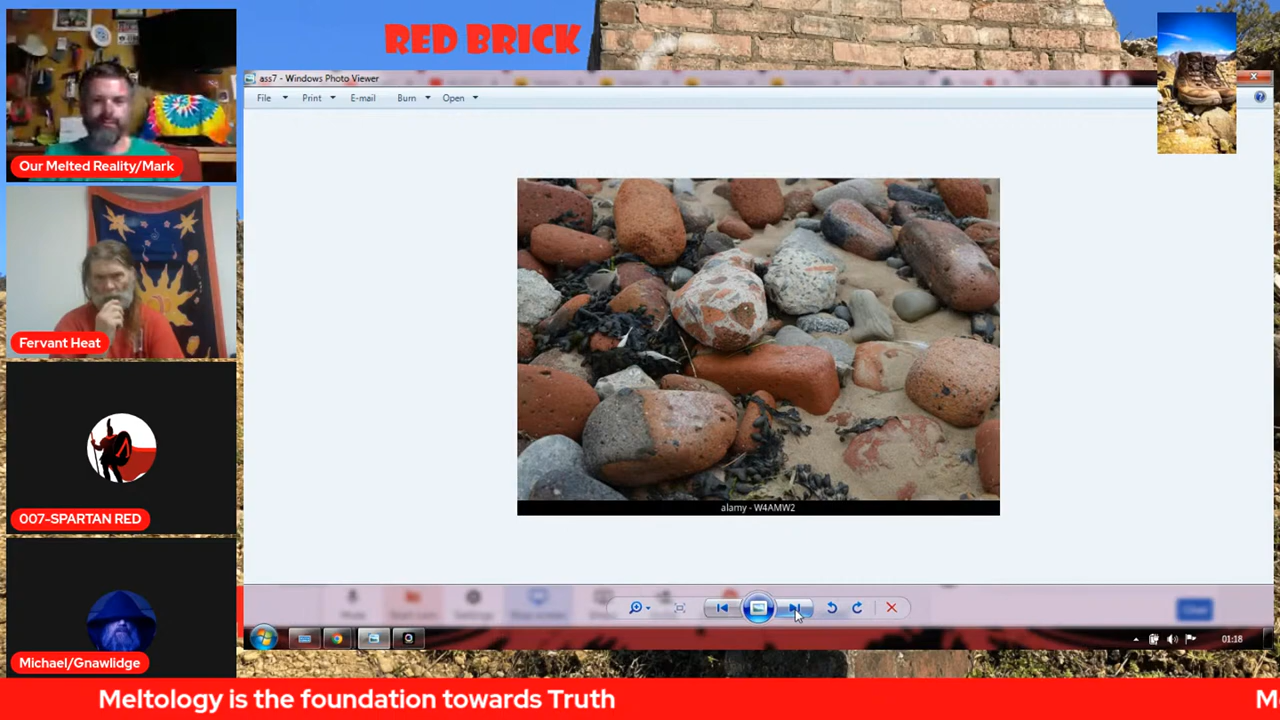 RED BRICK
ass7 - Windows Photo Viewer
File Print E-mail Burn Open
Our Melted Reality/Mark
Fervant Heat
007-SPARTAN RED
Michael/Gnawlidge
alamy - W4AMW2
01:18
Meltology is the foundation towards Truth
M